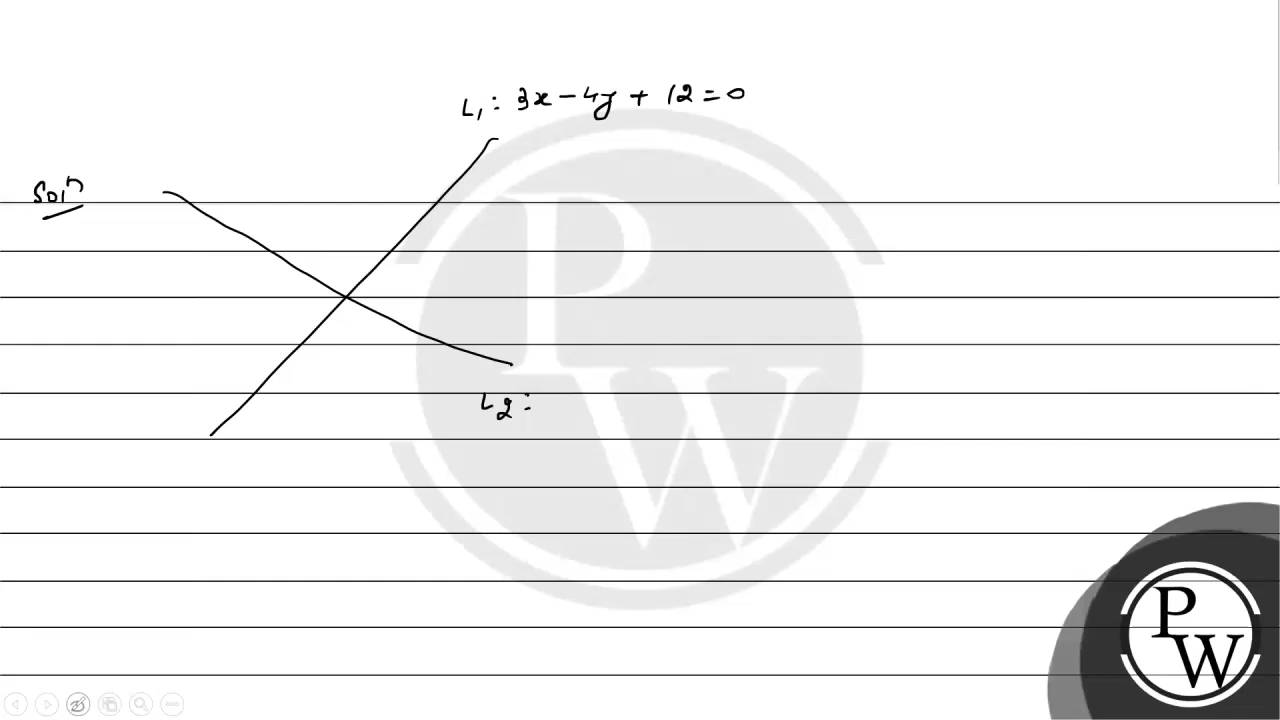 L₁: 3x - 4y + 12 = 0
Solⁿ
L₂:
P
W
P
W